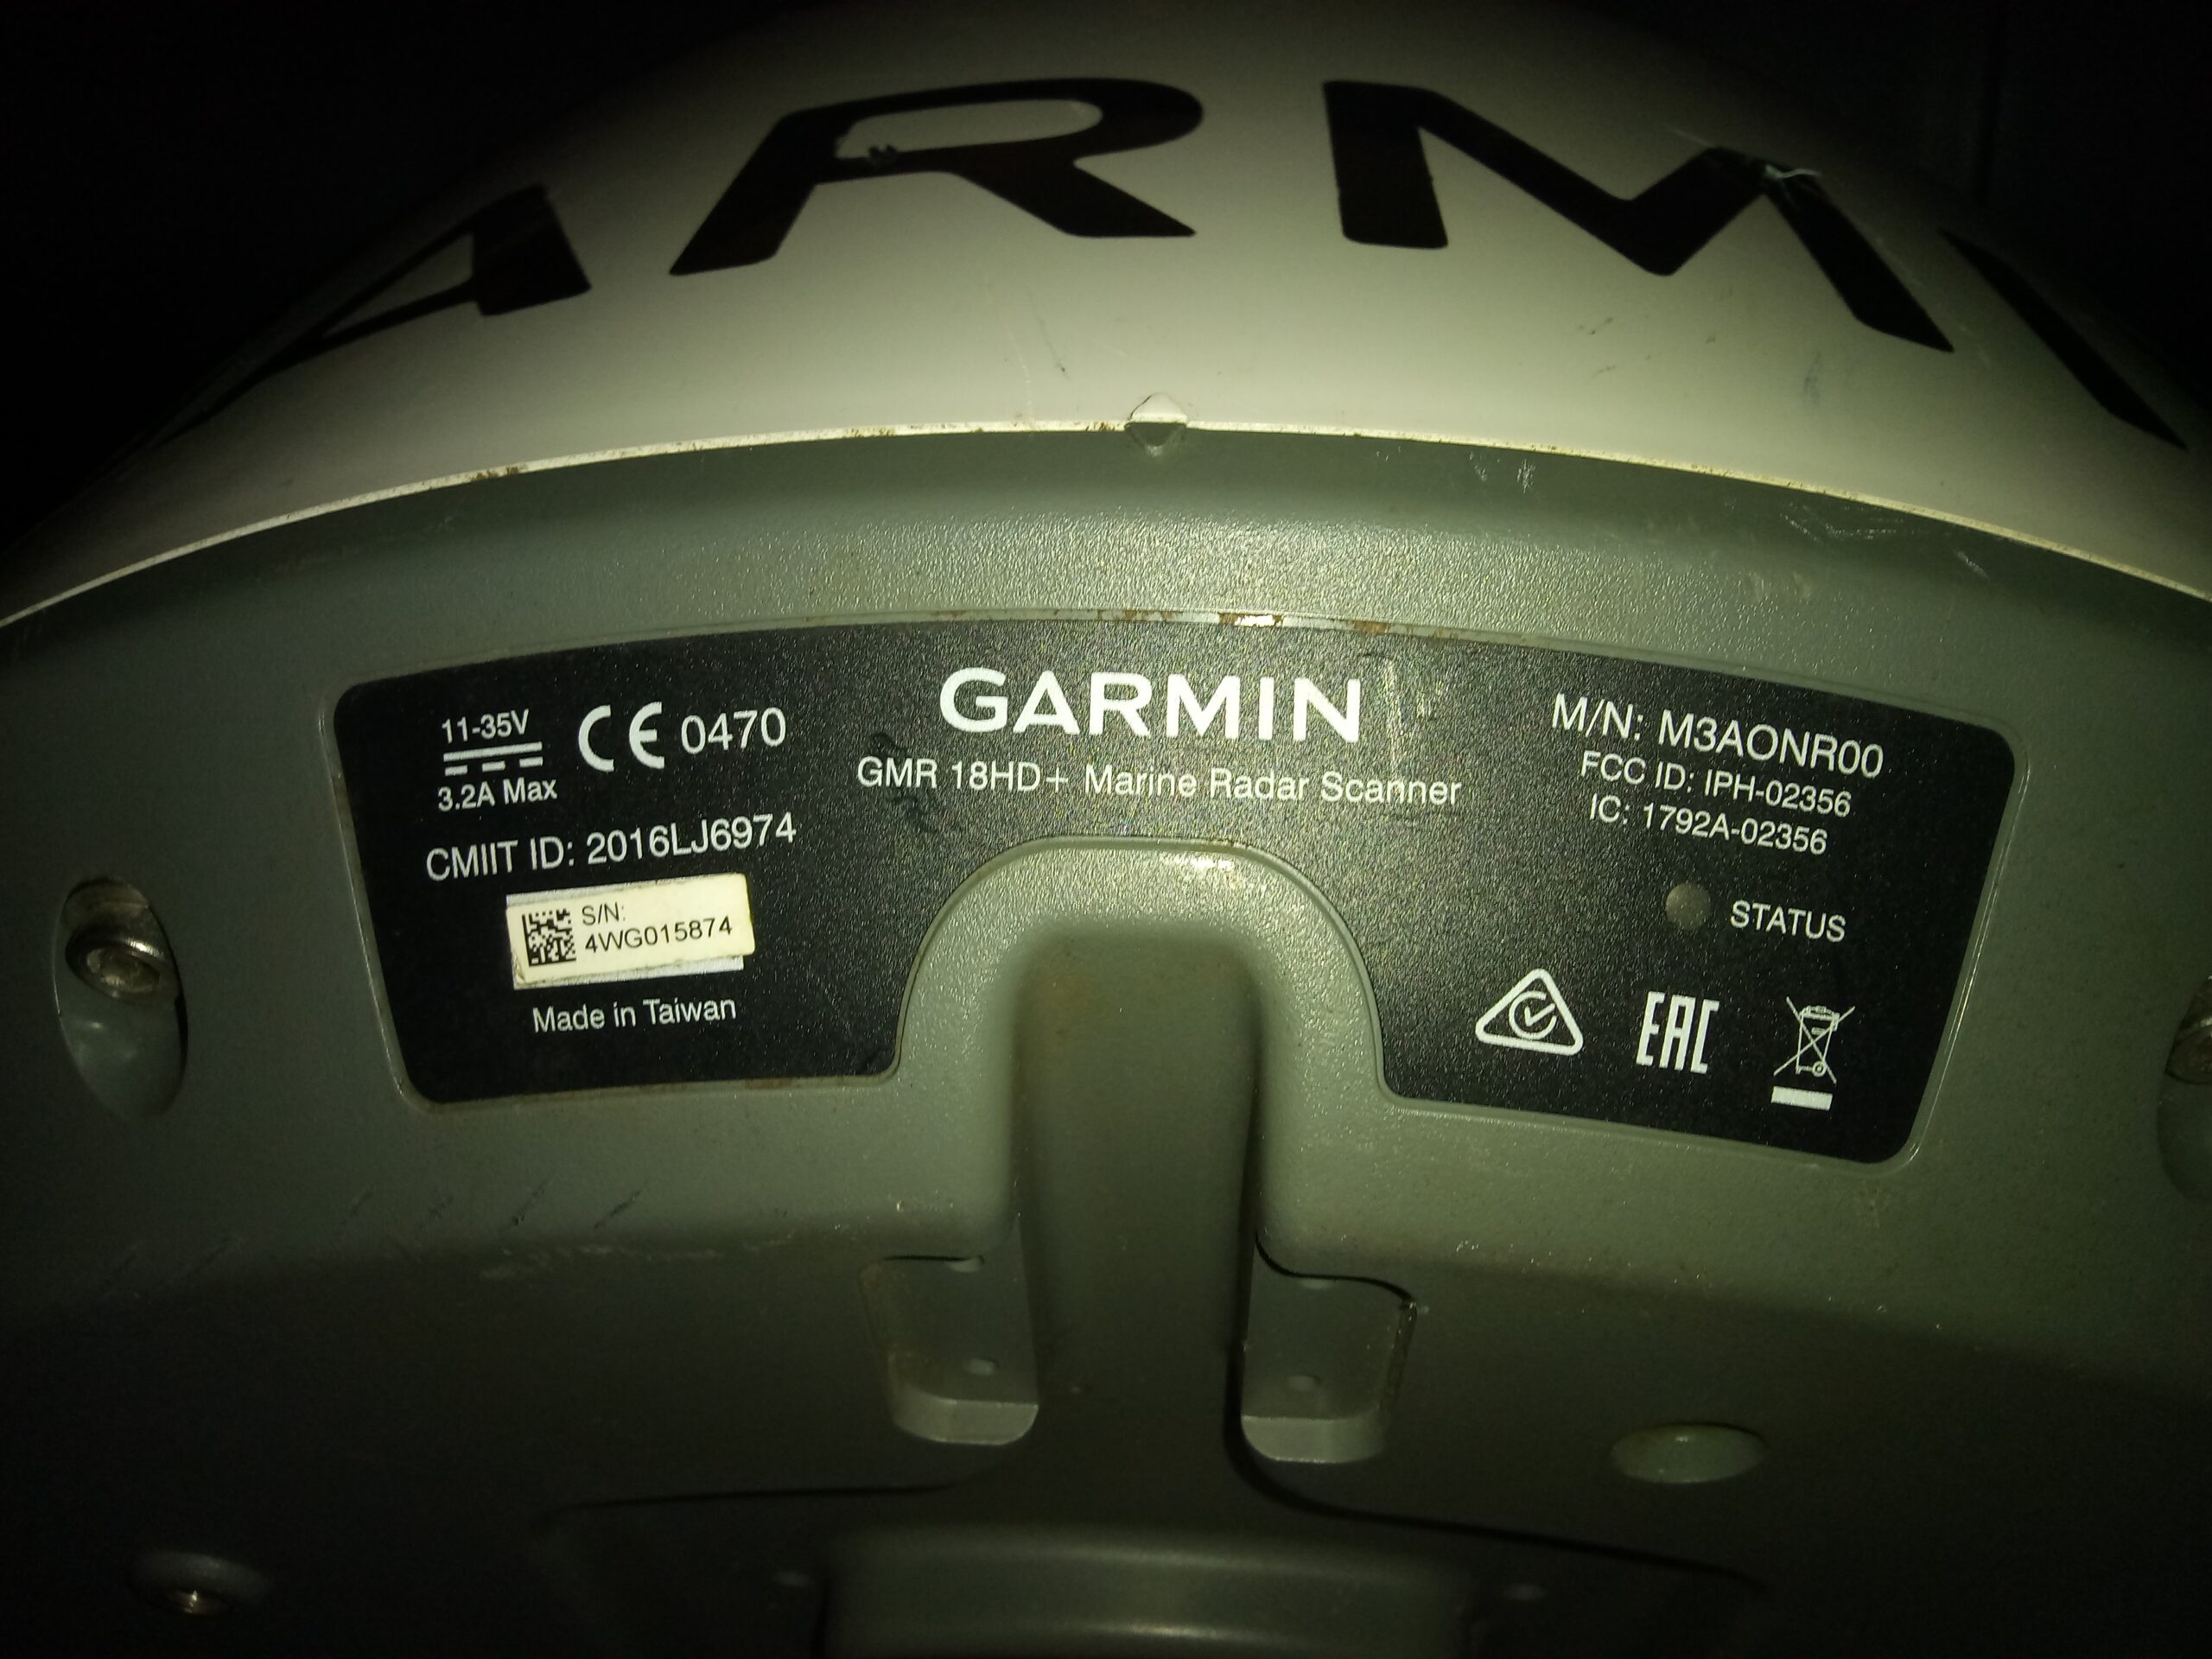 ARMI
GARMIN
GMR 18HD+ Marine Radar Scanner
11-35V
3.2A Max
CE 0470
CMIIT ID: 2016LJ6974
S/N:
4WG015874
Made in Taiwan
M/N: M3AONR00
FCC ID: IPH-02356
IC: 1792A-02356
STATUS
EAC